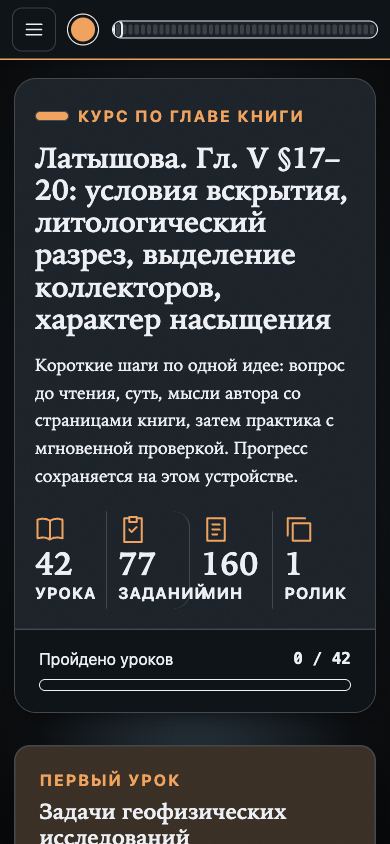 КУРС ПО ГЛАВЕ КНИГИ
Латышова. Гл. V §17–
20: условия вскрытия,
литологический
разрез, выделение
коллекторов,
характер насыщения
Короткие шаги по одной идее: вопрос
до чтения, суть, мысли автора со
страницами книги, затем практика с
мгновенной проверкой. Прогресс
сохраняется на этом устройстве.
42 77 160 1
УРОКА ЗАДАНИЙ МИН РОЛИК
Пройдено уроков 0 / 42
ПЕРВЫЙ УРОК
Задачи геофизических
исследований